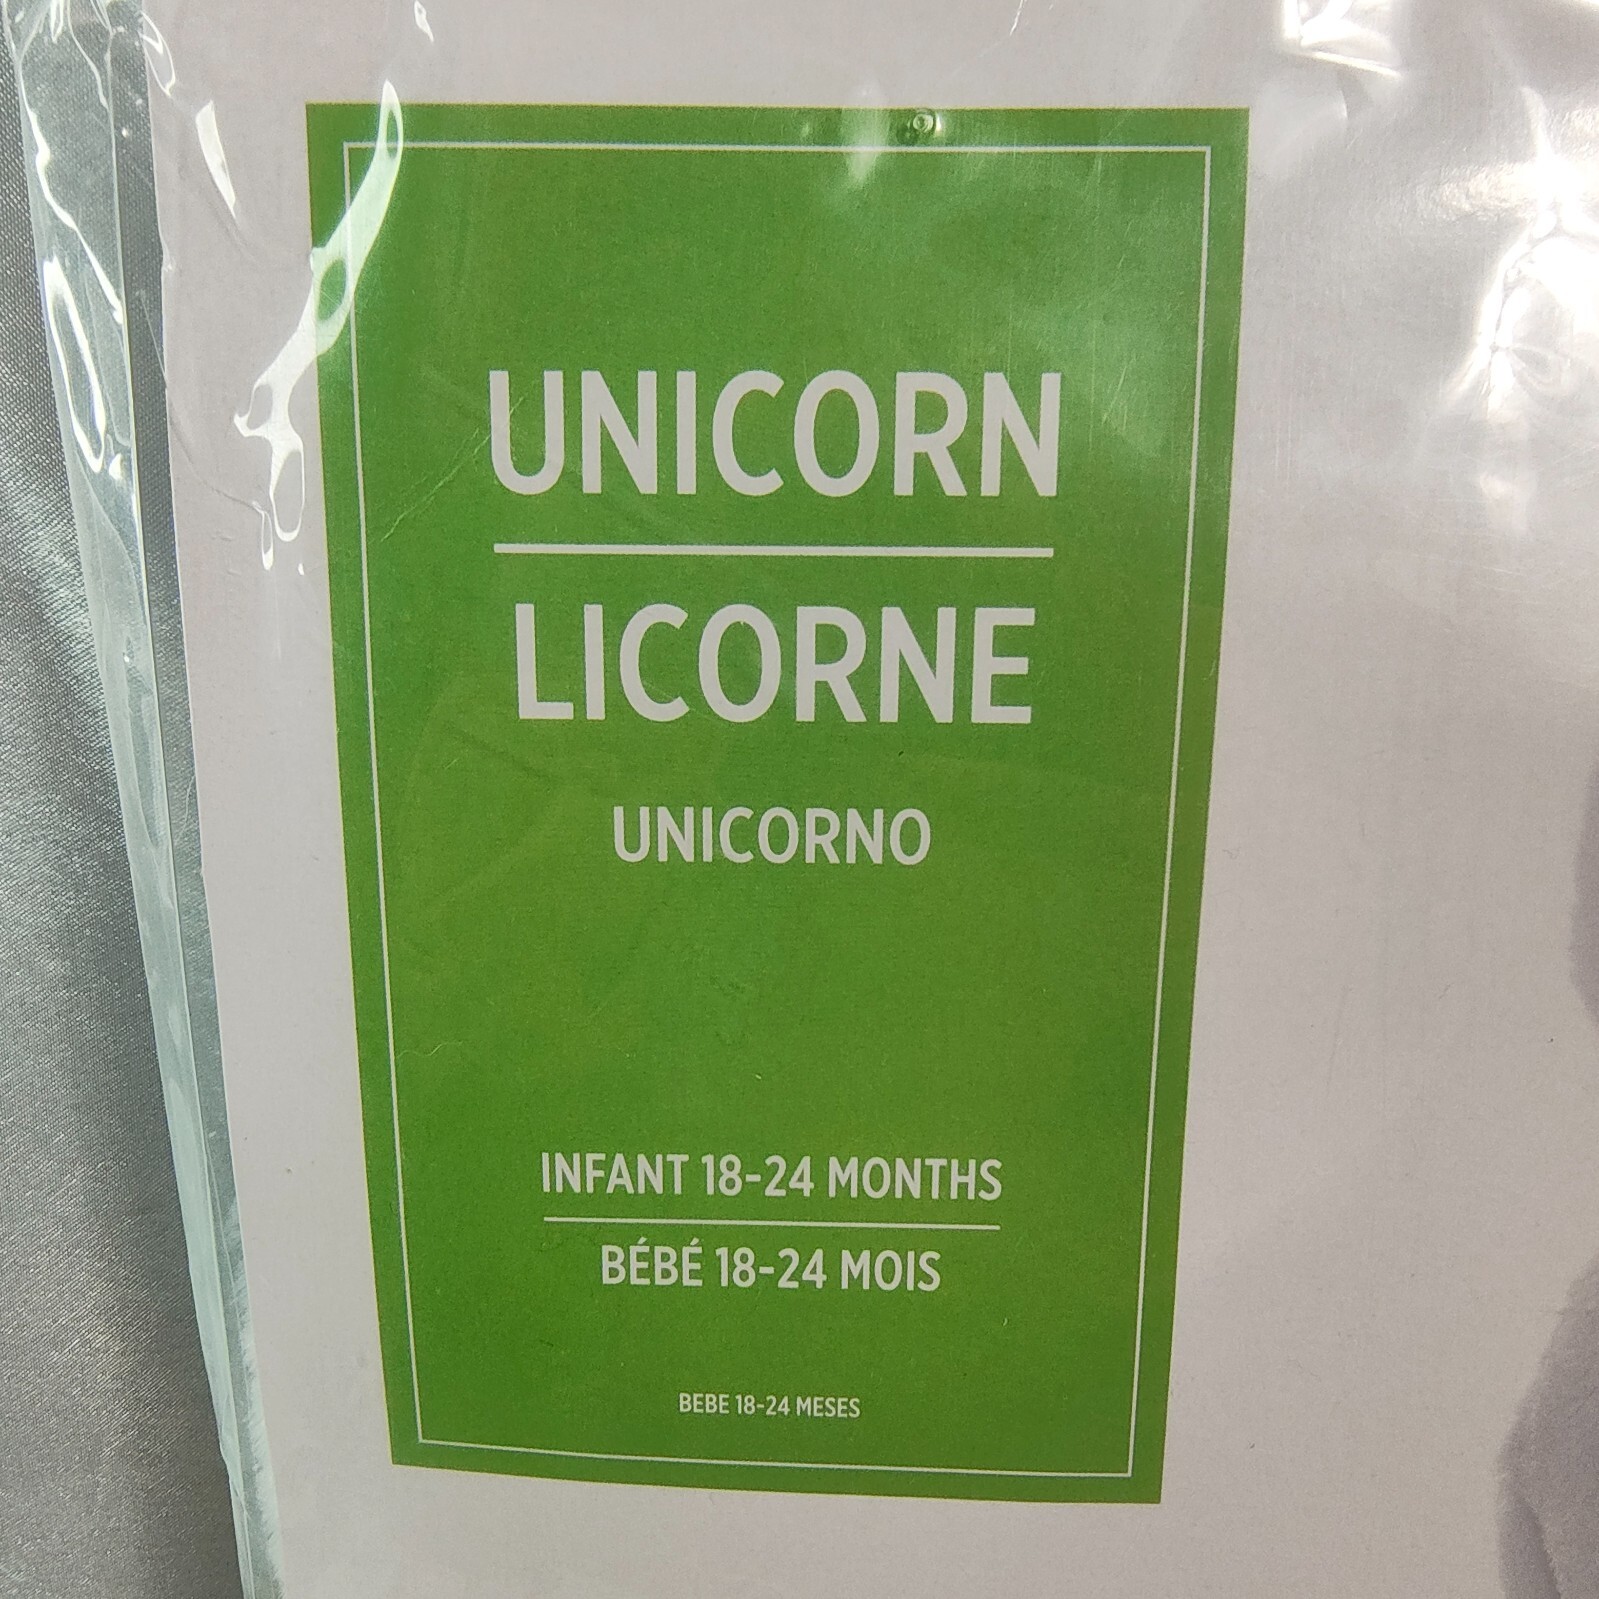 UNICORN
LICORNE
UNICORNO
INFANT 18-24 MONTHS
BÉBÉ 18-24 MOIS
BEBE 18-24 MESES